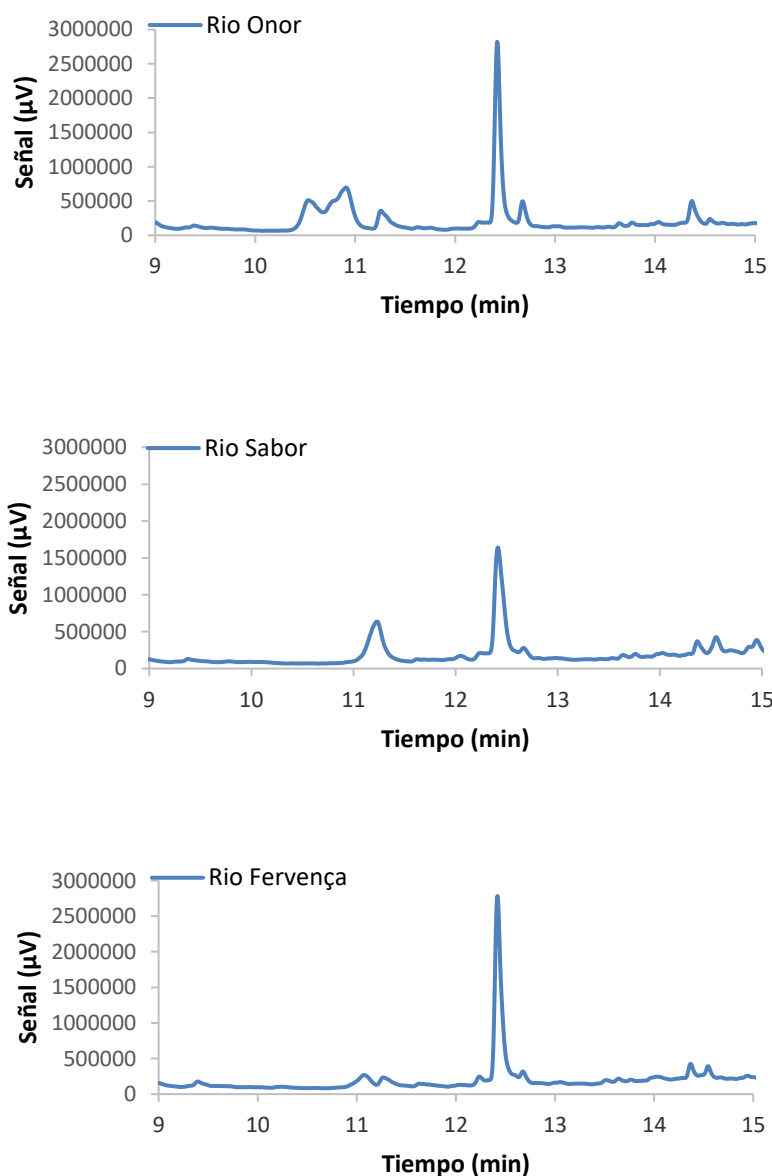 Rio Onor
3000000
2500000
2000000
1500000
1000000
500000
0
Señal (µV)
9 10 11 12 13 14 15
Tiempo (min)
Rio Sabor
3000000
2500000
2000000
1500000
1000000
500000
0
Señal (µV)
9 10 11 12 13 14 15
Tiempo (min)
Rio Fervença
3000000
2500000
2000000
1500000
1000000
500000
0
Señal (µV)
9 10 11 12 13 14 15
Tiempo (min)